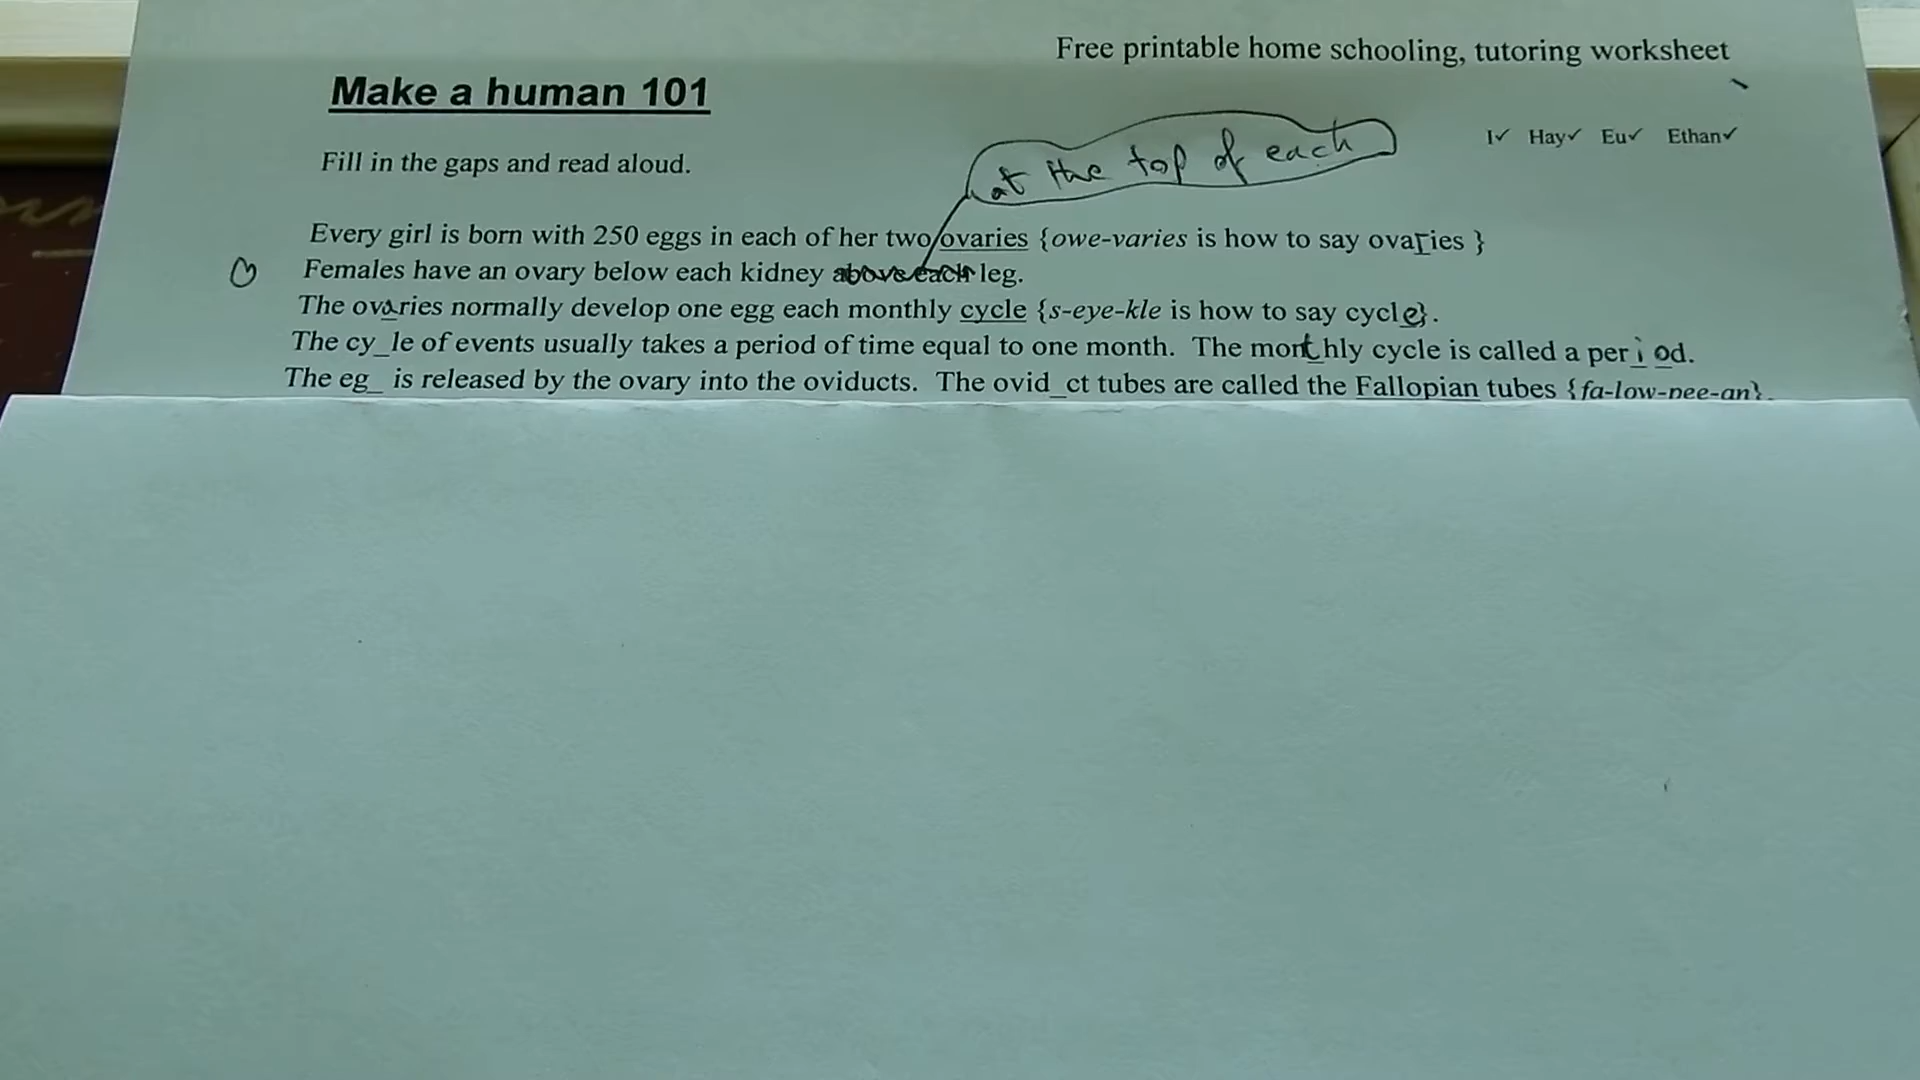 Free printable home schooling, tutoring worksheet
Make a human 101
I✓ Hay✓ Eu✓ Ethan✓
at the top of each
Fill in the gaps and read aloud.
Every girl is born with 250 eggs in each of her two ovaries {owe-varies is how to say ovaries }
Females have an ovary below each kidney above each leg.
The ovaries normally develop one egg each monthly cycle {s-eye-kle is how to say cycle}.
The cy_le of events usually takes a period of time equal to one month. The monthly cycle is called a period.
The eg_ is released by the ovary into the oviducts. The ovid_ct tubes are called the Fallopian tubes {fa-low-pee-an}.